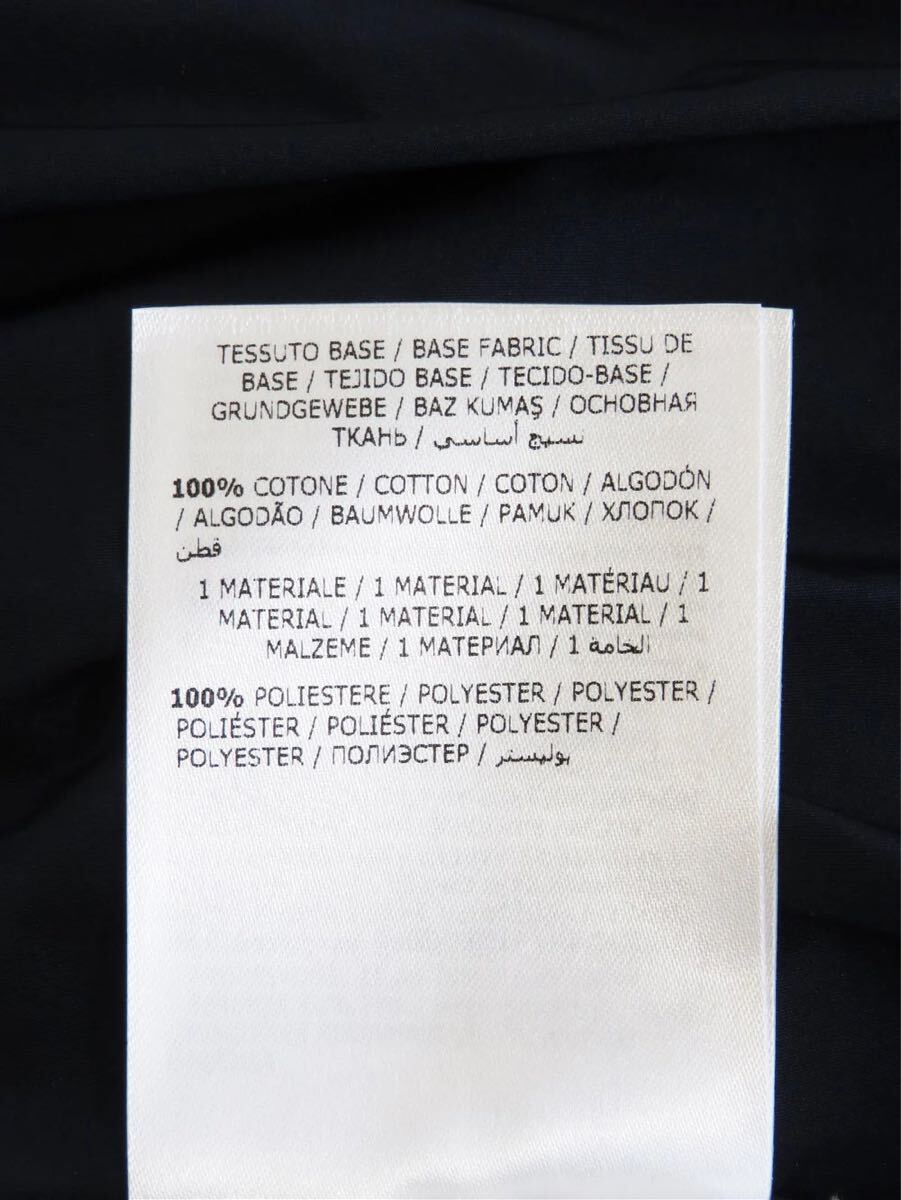 TESSUTO BASE / BASE FABRIC / TISSU DE
BASE / TEJIDO BASE / TECIDO-BASE /
GRUNDGEWEBE / BAZ KUMAŞ / ОСНОВНАЯ
ТКАНЬ / نسيج أساسي
100% COTONE / COTTON / COTON / ALGODÓN
/ ALGODÃO / BAUMWOLLE / PAMUK / ХЛОПОК /
قطن
1 MATERIALE / 1 MATERIAL / 1 MATÉRIAU / 1
MATERIAL / 1 MATERIAL / 1 MATERIAL / 1
MALZEME / 1 МАТЕРИАЛ / 1 الخامة
100% POLIESTERE / POLYESTER / POLYESTER /
POLIÉSTER / POLIÉSTER / POLYESTER /
POLYESTER / ПОЛИЭСТЕР / بوليستر